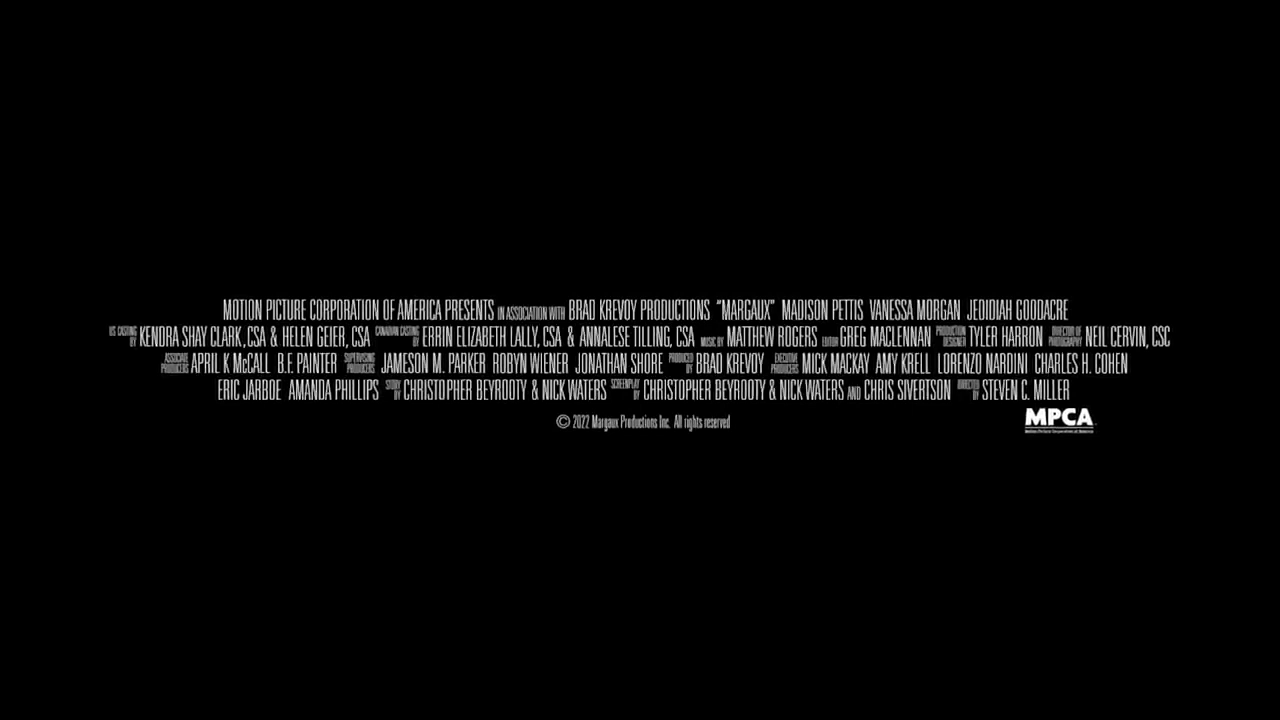 MOTION PICTURE CORPORATION OF AMERICA PRESENTS IN ASSOCIATION WITH BRAD KREVOY PRODUCTIONS "MARGAUX" MADISON PETTIS VANESSA MORGAN JEDIDIAH GOODACRE
US CASTING BY KENDRA SHAY CLARK, CSA & HELEN GEIER, CSA CANADIAN CASTING BY ERRIN ELIZABETH LALLY, CSA & ANNALESE TILLING, CSA MUSIC BY MATTHEW ROGERS EDITOR GREG MACLENNAN PRODUCTION DESIGNER TYLER HARRON DIRECTOR OF PHOTOGRAPHY NEIL CERVIN, CSC
ASSOCIATE PRODUCERS APRIL K McCALL B.F. PAINTER SUPERVISING PRODUCERS JAMESON M. PARKER ROBYN WIENER JONATHAN SHORE PRODUCED BY BRAD KREVOY EXECUTIVE PRODUCERS MICK MACKAY AMY KRELL LORENZO NARDINI CHARLES H. COHEN
ERIC JARBOE AMANDA PHILLIPS STORY BY CHRISTOPHER BEYROOTY & NICK WATERS SCREENPLAY BY CHRISTOPHER BEYROOTY & NICK WATERS AND CHRIS SIVERTSON DIRECTED BY STEVEN C. MILLER
© 2022 Margaux Productions Inc. All rights reserved
MPCA
Motion Picture Corporation of America